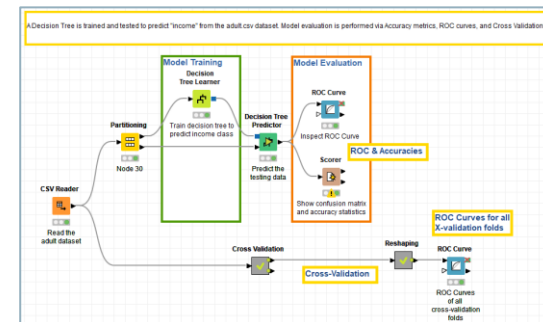 A Decision Tree is trained and tested to predict "income" from the adult csv dataset. Model evaluation is performed via Accuracy metrics, ROC curves, and Cross Validation
Model Training
Model Evaluation
Decision
Tree Learner
ROC Curve
Partitioning
Train decision tree to
predict income class
Decision Tree
Predictor
Inspect ROC Curve
Node 30
Predict the
testing data
Scorer
ROC & Accuracies
CSV Reader
Show confusion matrix
and accuracy statistics
Read the
adult dataset
ROC Curves for all
X-validation folds
Cross Validation
Reshaping
ROC Curve
Cross-Validation
ROC Curves
of all
cross-validation
folds